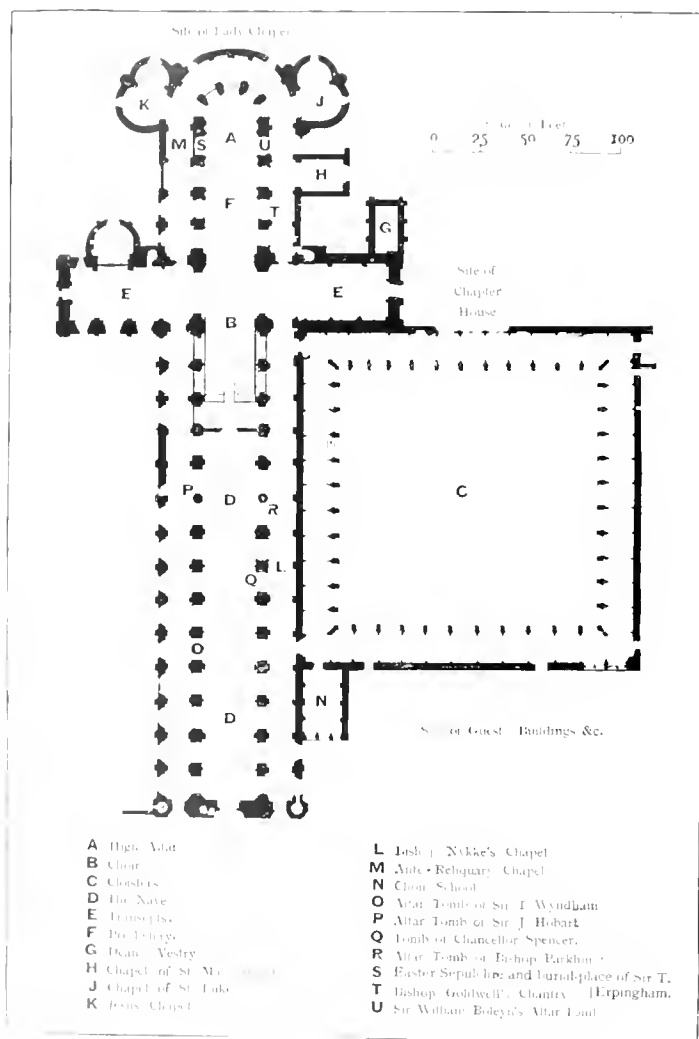 Site of Lady Chapel
K
J
M
S
A
U
Feet
0 25 50 75 100
H
F
T
G
E
E
Site of
Chapter
House
B
C
P
D
R
L
Q
O
N
D
Guest Buildings &c.
A High Altar
B Choir
C Cloisters
D The Nave
E Transepts.
F Presbytery.
G Dean's Vestry
H Chapel of St
J Chapel of St Luke
K Jesus Chapel
L Bishop Nykke's Chapel
M Ante-Reliquary Chapel
N Choir School
O Altar Tomb of Sir T Wyndham
P Altar Tomb of Sir J Hobart
Q Tomb of Chancellor Spencer.
R Altar Tomb of Bishop Parkhurst
S Easter Sepulchre and burial-place of Sir T.
T Bishop Goldwell's Chantry [Erpingham.
U Sir William Boleyn's Altar Tomb